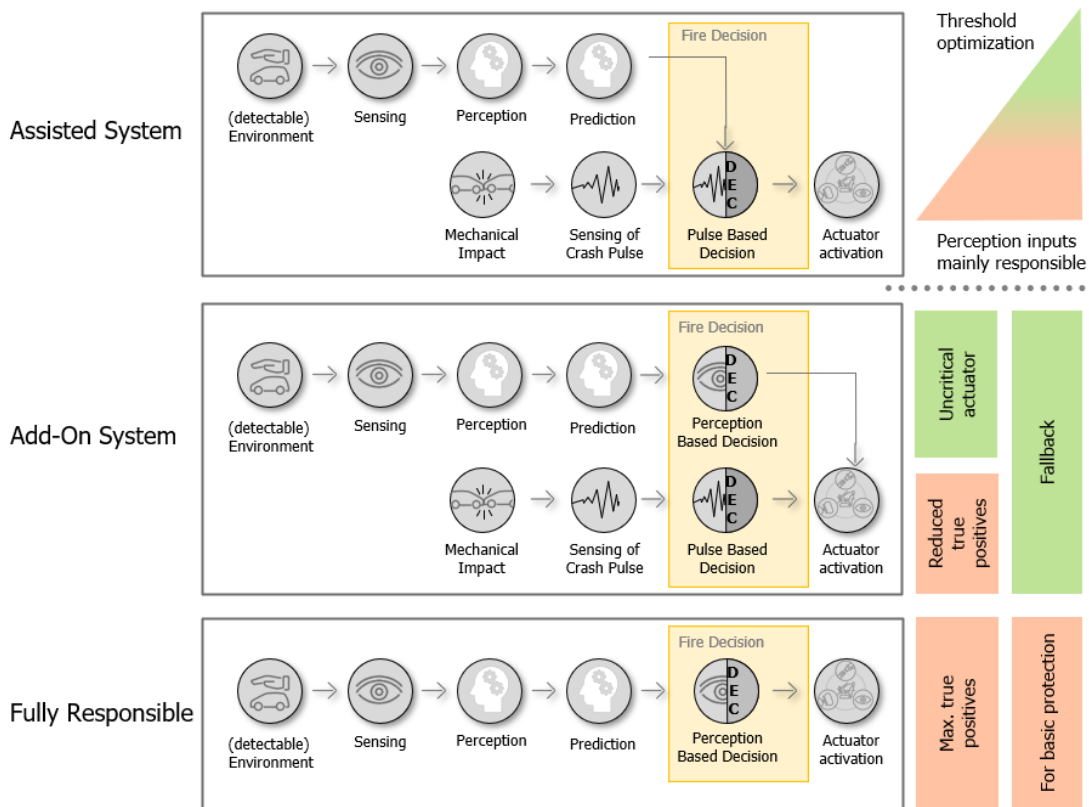 Assisted System
Fire Decision
(detectable)
Environment
Sensing
Perception
Prediction
Mechanical
Impact
Sensing of
Crash Pulse
D
E
C
Pulse Based
Decision
Actuator
activation
Threshold
optimization
Perception inputs
mainly responsible
Add-On System
Fire Decision
(detectable)
Environment
Sensing
Perception
Prediction
D
E
C
Perception
Based Decision
Mechanical
Impact
Sensing of
Crash Pulse
D
E
C
Pulse Based
Decision
Actuator
activation
Uncritical
actuator
Reduced
true
positives
Fallback
Fully Responsible
Fire Decision
(detectable)
Environment
Sensing
Perception
Prediction
D
E
C
Perception
Based Decision
Actuator
activation
Max. true
positives
For basic protection